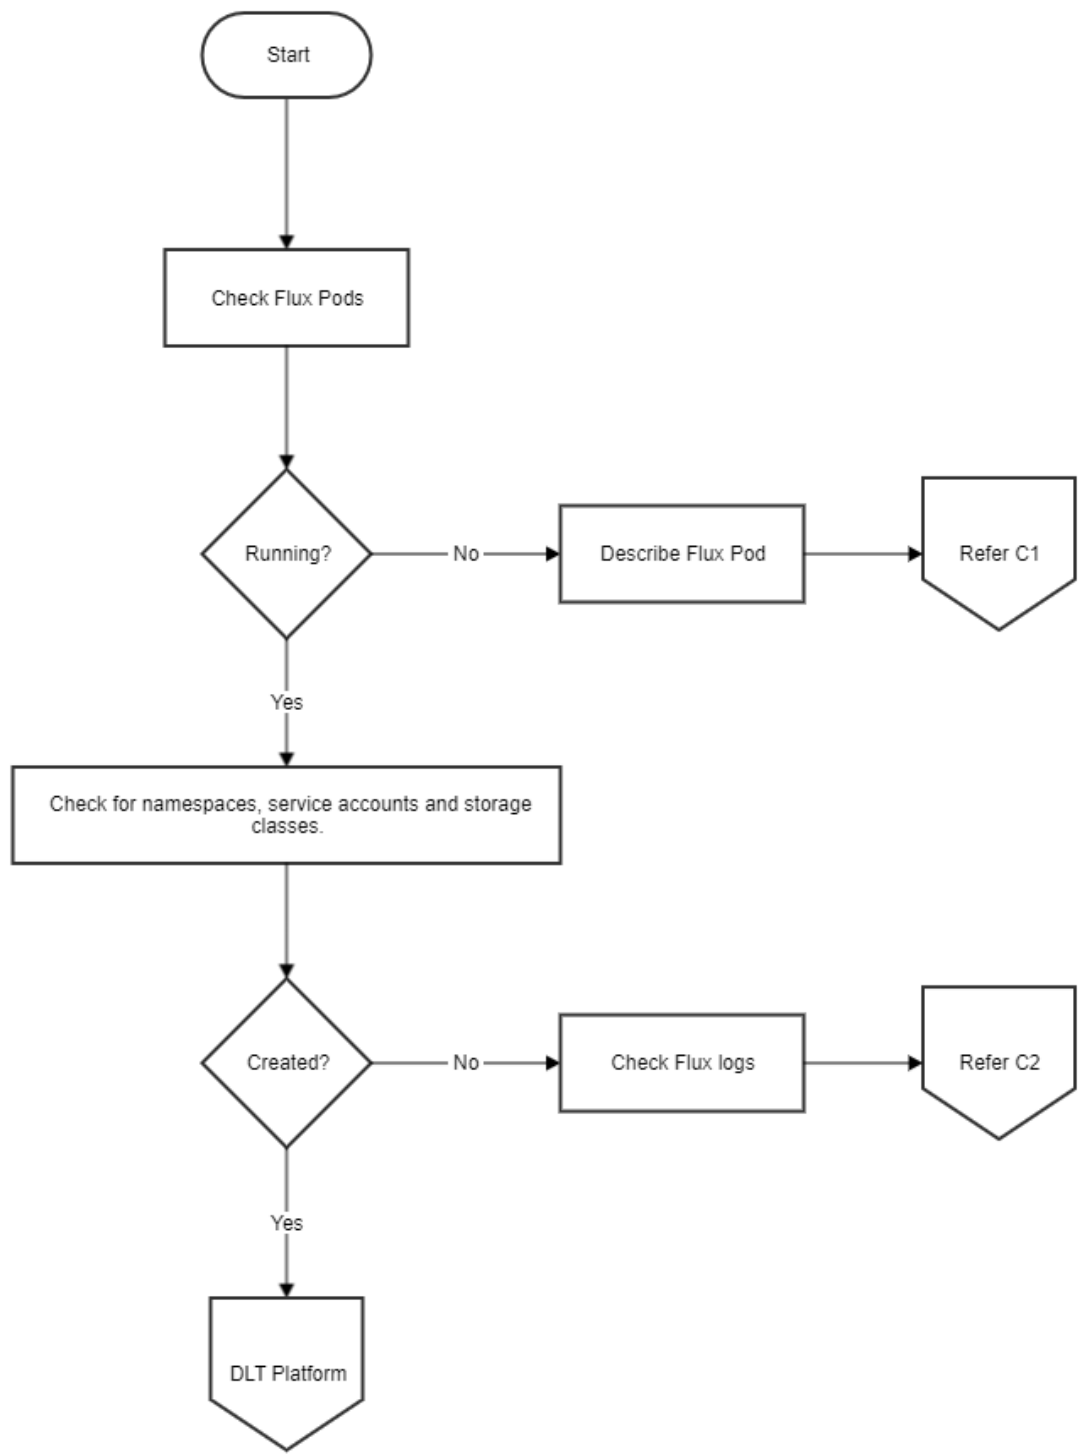 Start
Check Flux Pods
Running?
No
Describe Flux Pod
Refer C1
Yes
Check for namespaces, service accounts and storage
classes.
Created?
No
Check Flux logs
Refer C2
Yes
DLT Platform